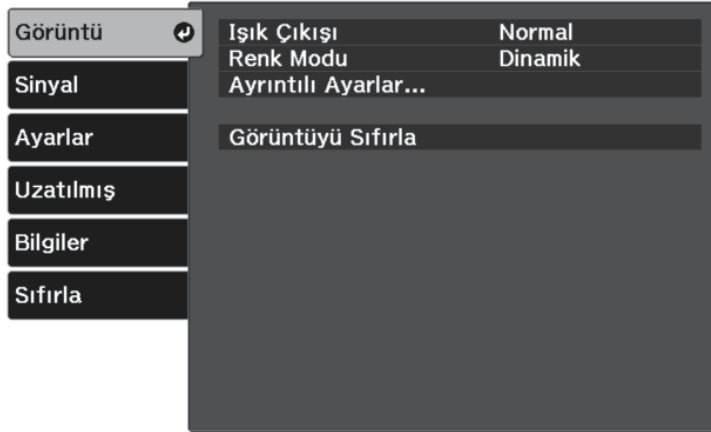 Görüntü
Sinyal
Ayarlar
Uzatılmış
Bilgiler
Sıfırla
Işık Çıkışı Normal
Renk Modu Dinamik
Ayrıntılı Ayarlar...
Görüntüyü Sıfırla